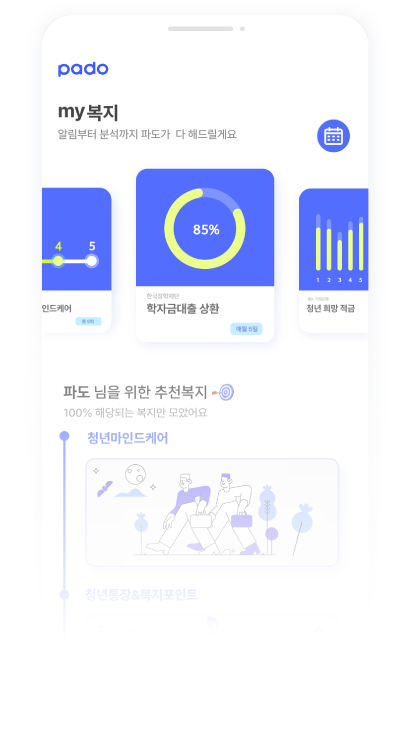 pado
my복지
알림부터 분석까지 파도가 다 해드릴게요
85%
4 5
한국장학재단
학자금대출 상환
매월 5일
인드케어
1 2 3 4 5
청년 희망 적금
파도 님을 위한 추천복지
100% 해당되는 복지만 모았어요
청년마인드케어
청년통장&복지포인트